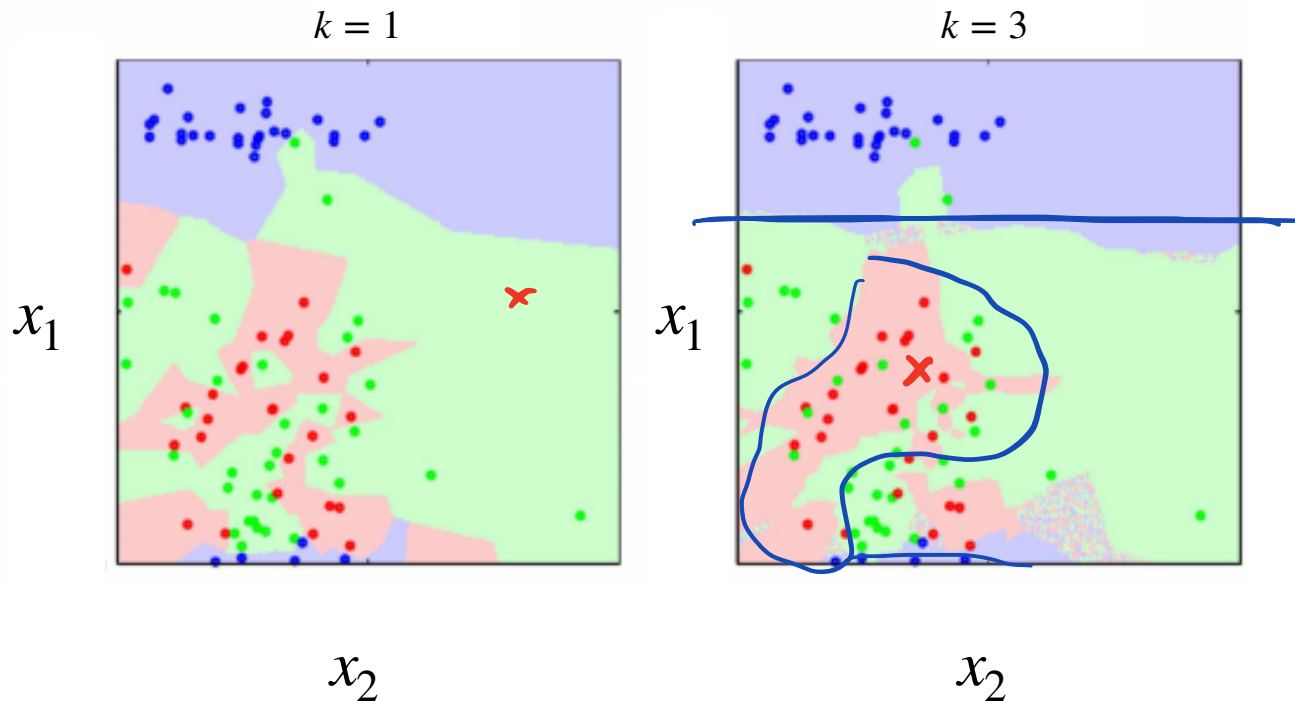 k = 1
k = 3
x₁
x₁
x₂
x₂